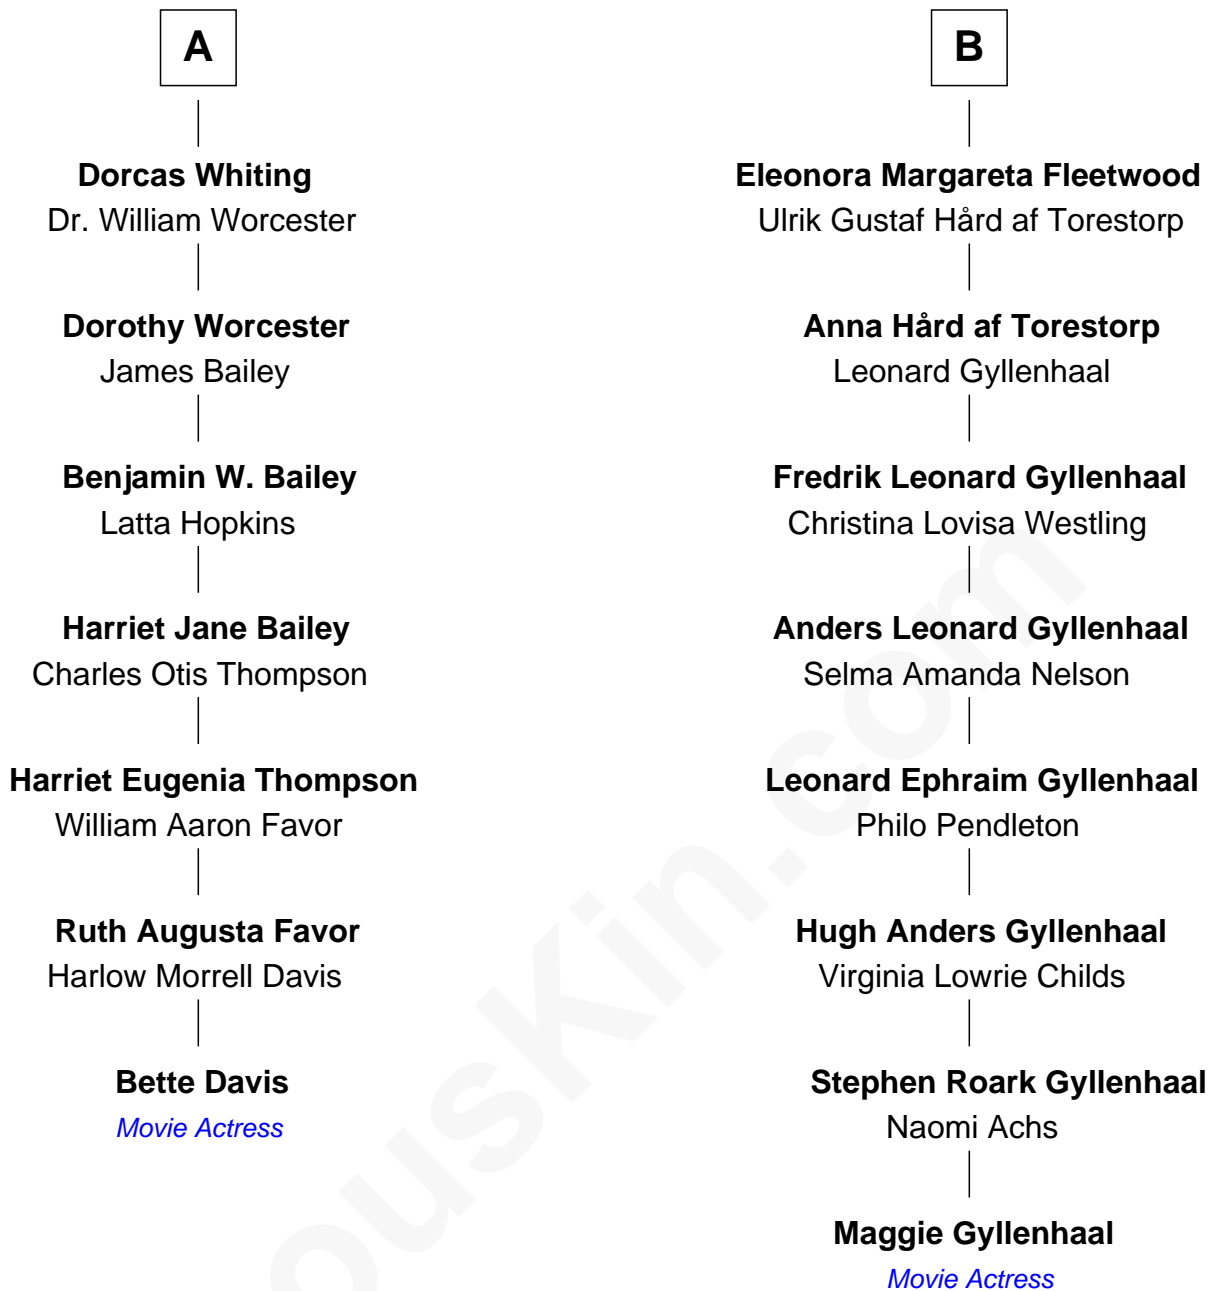 A
Dorcas Whiting
Dr. William Worcester
Dorothy Worcester
James Bailey
Benjamin W. Bailey
Latta Hopkins
Harriet Jane Bailey
Charles Otis Thompson
Harriet Eugenia Thompson
William Aaron Favor
Ruth Augusta Favor
Harlow Morrell Davis
Bette Davis
Movie Actress
B
Eleonora Margareta Fleetwood
Ulrik Gustaf Hård af Torestorp
Anna Hård af Torestorp
Leonard Gyllenhaal
Fredrik Leonard Gyllenhaal
Christina Lovisa Westling
Anders Leonard Gyllenhaal
Selma Amanda Nelson
Leonard Ephraim Gyllenhaal
Philo Pendleton
Hugh Anders Gyllenhaal
Virginia Lowrie Childs
Stephen Roark Gyllenhaal
Naomi Achs
Maggie Gyllenhaal
Movie Actress
ousKin.com